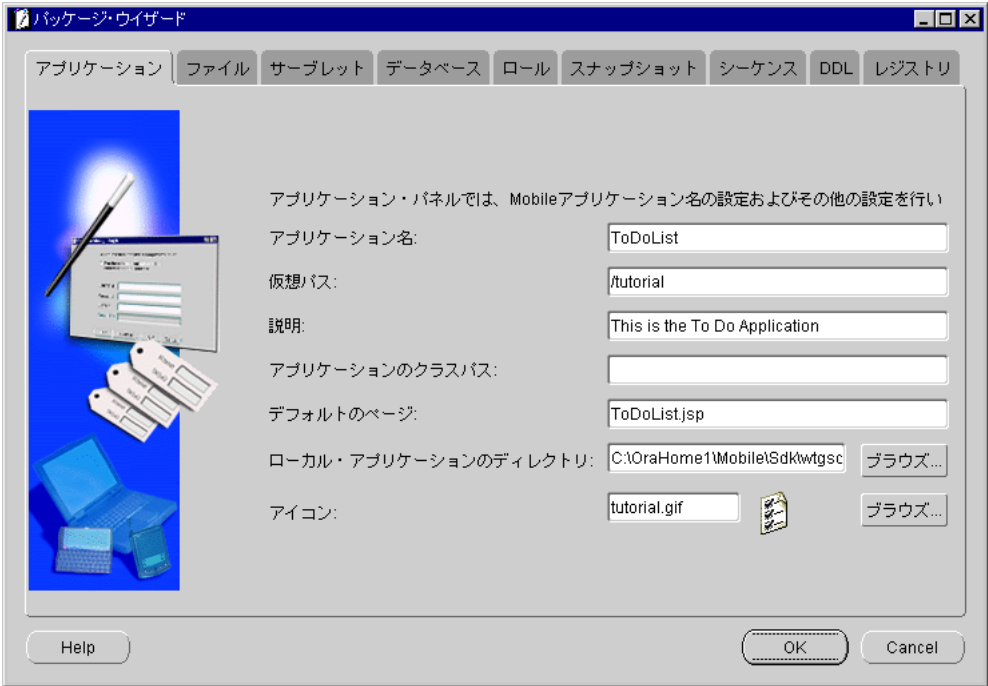 パッケージ・ウィザード
アプリケーション ファイル サーブレット データベース ロール スナップショット シーケンス DDL レジストリ
アプリケーション・パネルでは、Mobileアプリケーション名の設定およびその他の設定を行い
アプリケーション名: ToDoList
仮想パス: /tutorial
説明: This is the To Do Application
アプリケーションのクラスパス:
デフォルトのページ: ToDoList.jsp
ローカル・アプリケーションのディレクトリ: C:\OraHome1\Mobile\Sdk\wtgsc ブラウズ...
アイコン: tutorial.gif ブラウズ...
Help OK Cancel